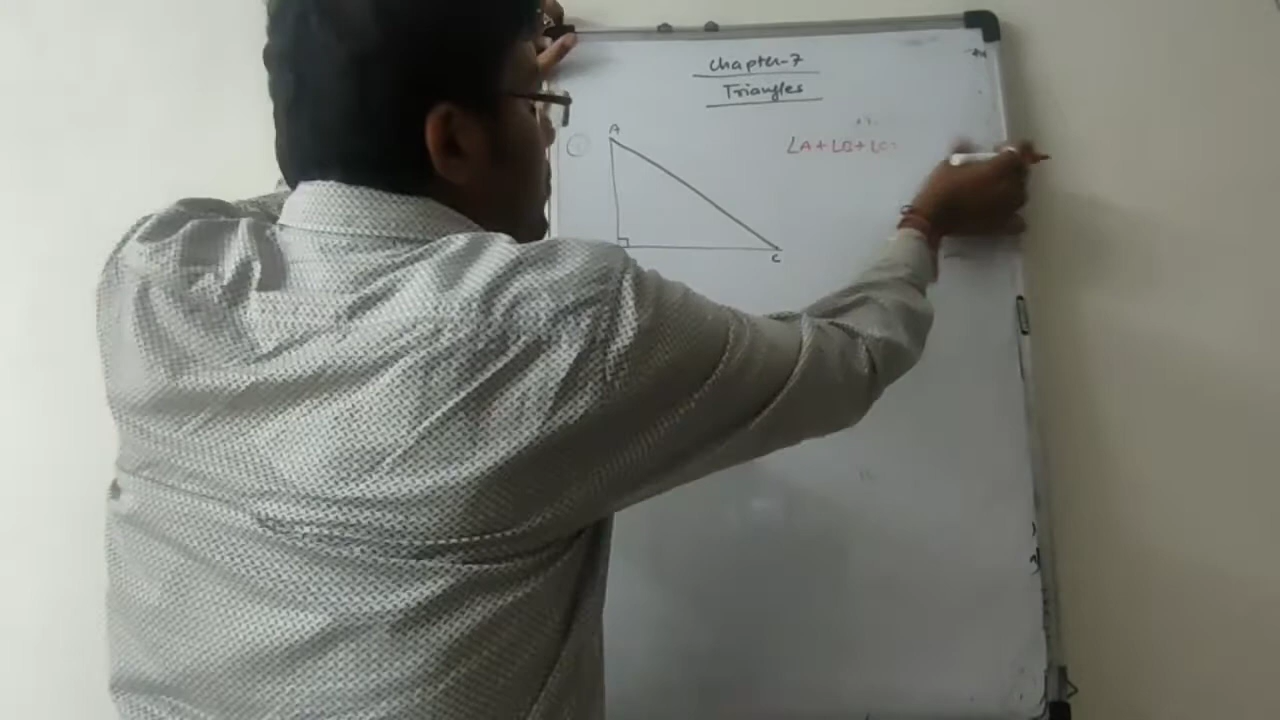 Chapter-7
Triangles
A
∠A+∠B+∠C=
C